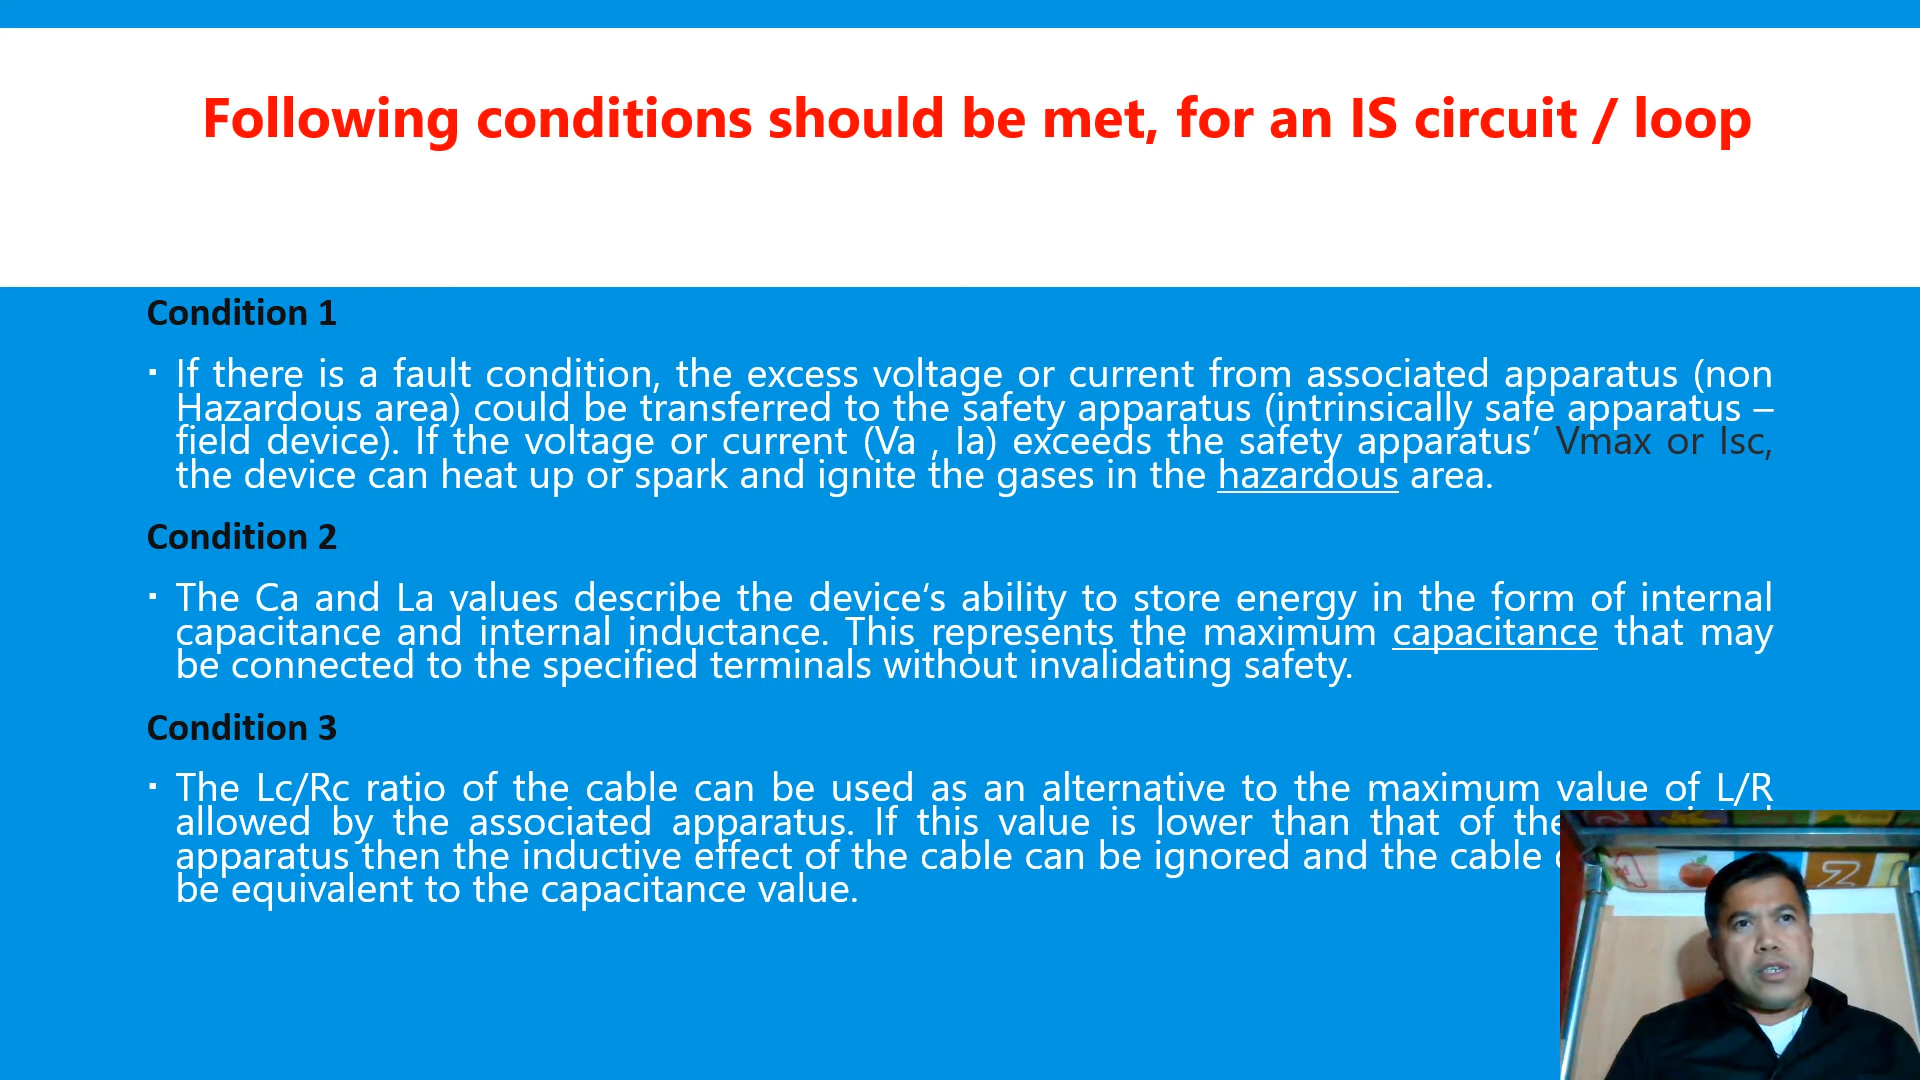 Following conditions should be met, for an IS circuit / loop
Condition 1
▪ If there is a fault condition, the excess voltage or current from associated apparatus (non
Hazardous area) could be transferred to the safety apparatus (intrinsically safe apparatus –
field device). If the voltage or current (Va , Ia) exceeds the safety apparatus’ Vmax or Isc,
the device can heat up or spark and ignite the gases in the hazardous area.
Condition 2
▪ The Ca and La values describe the device‘s ability to store energy in the form of internal
capacitance and internal inductance. This represents the maximum capacitance that may
be connected to the specified terminals without invalidating safety.
Condition 3
▪ The Lc/Rc ratio of the cable can be used as an alternative to the maximum value of L/R
allowed by the associated apparatus. If this value is lower than that of the
apparatus then the inductive effect of the cable can be ignored and the cable
be equivalent to the capacitance value.